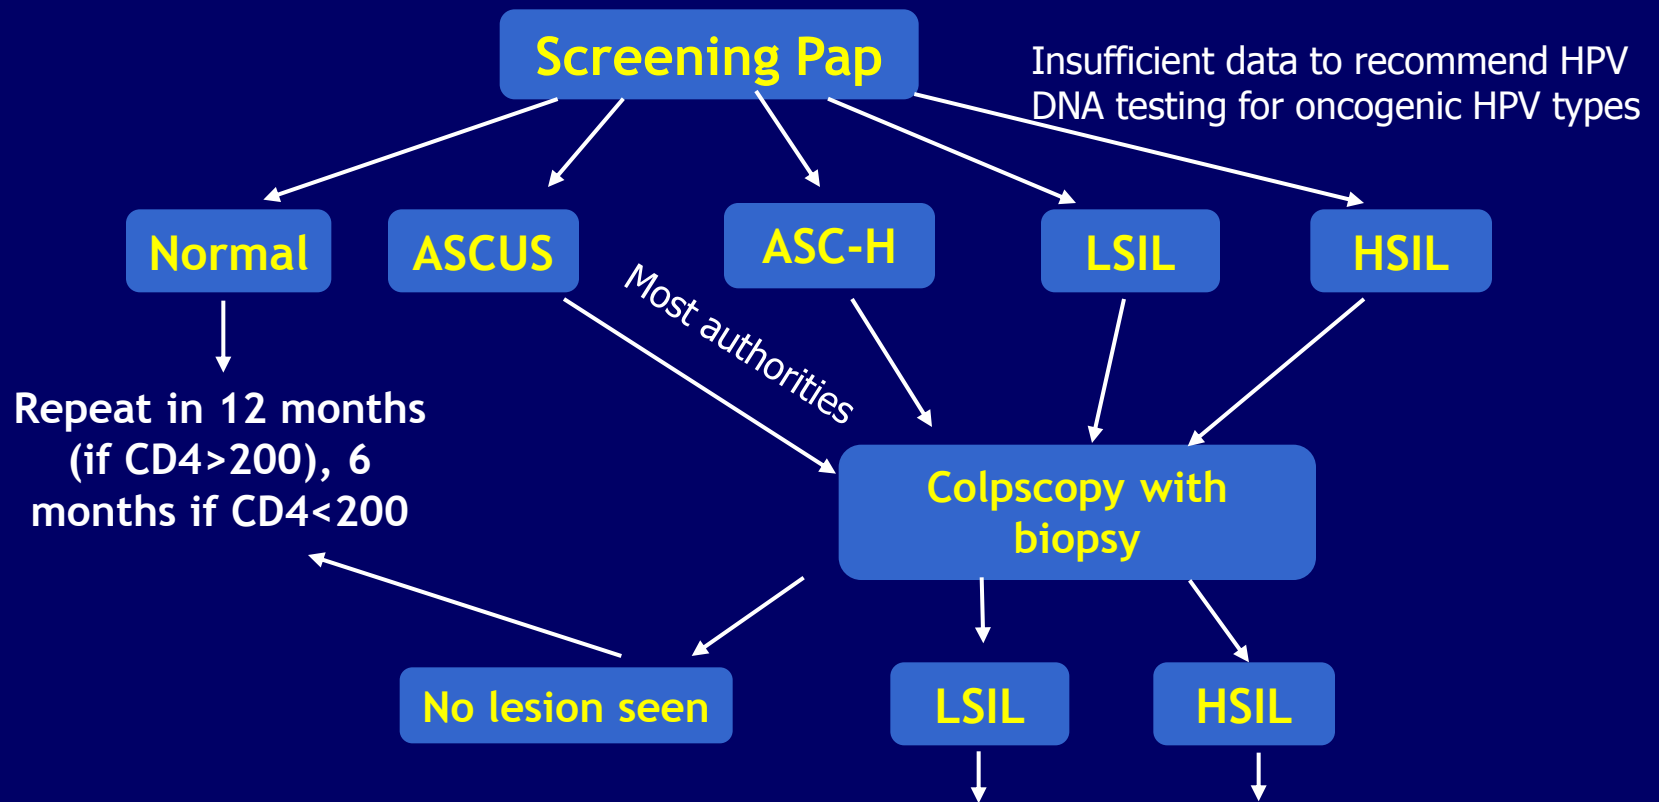 Screening Pap
Insufficient data to recommend HPV
DNA testing for oncogenic HPV types
Normal
ASCUS
ASC-H
LSIL
HSIL
Most authorities
Repeat in 12 months
(if CD4>200), 6
months if CD4<200
Colpscopy with
biopsy
No lesion seen
LSIL
HSIL